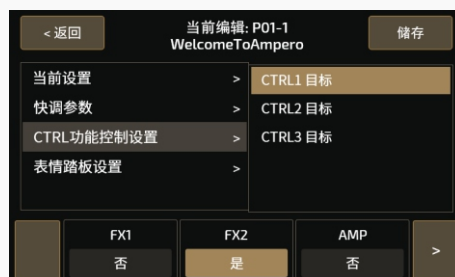 <返回
当前编辑: P01-1
WelcomeToAmpero
储存
当前设置 >
快调参数 >
CTRL功能控制设置 >
表情踏板设置 >
CTRL1 目标
CTRL2 目标
CTRL3 目标
FX1
FX2
AMP
否
是
否
>